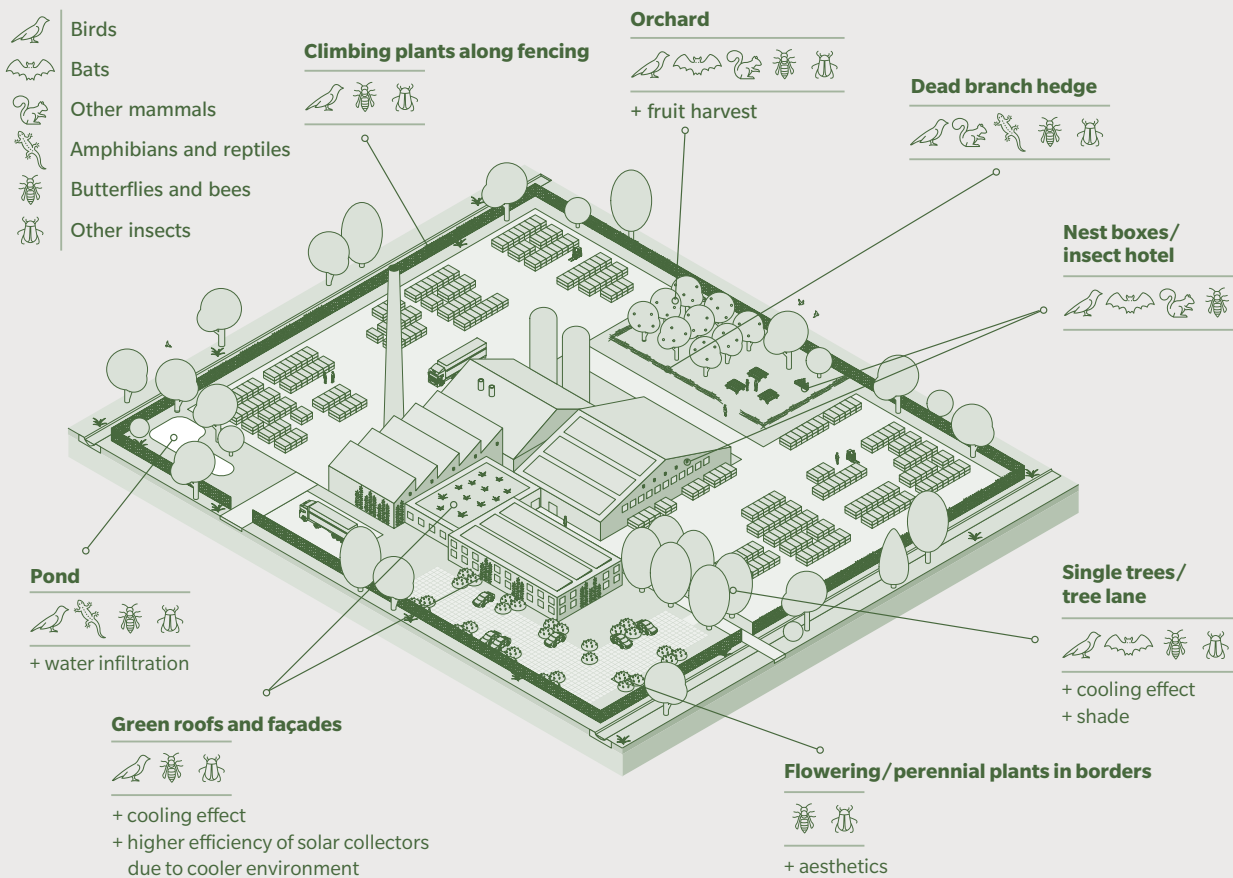 Birds
Bats
Other mammals
Amphibians and reptiles
Butterflies and bees
Other insects
Climbing plants along fencing
Orchard
+ fruit harvest
Dead branch hedge
Nest boxes/
insect hotel
Pond
+ water infiltration
Single trees/
tree lane
+ cooling effect
+ shade
Green roofs and façades
+ cooling effect
+ higher efficiency of solar collectors
due to cooler environment
Flowering/perennial plants in borders
+ aesthetics